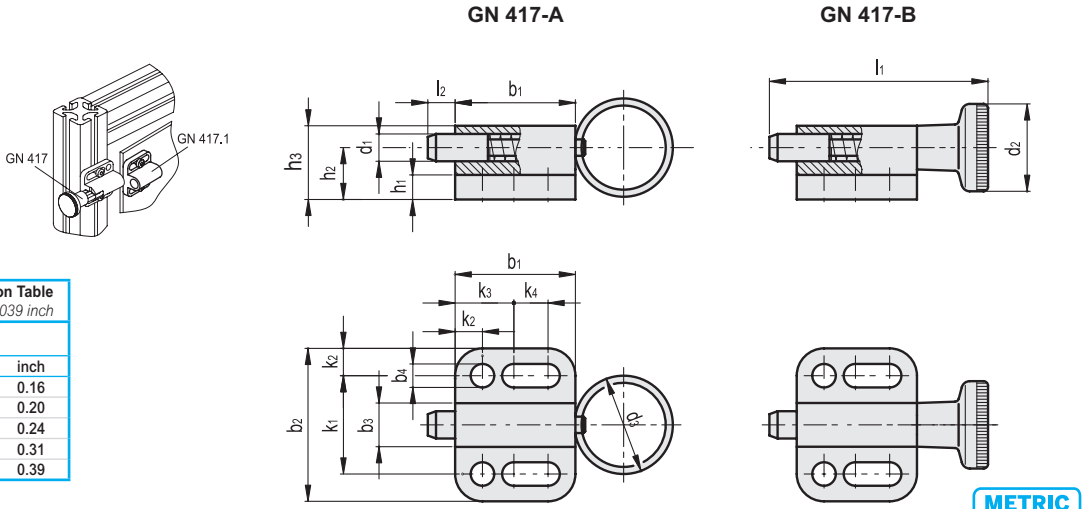 GN 417-A
GN 417-B
GN 417
GN 417.1
l2
b1
h3
h2
h1
d1
l1
d2
on Table
039 inch
inch
0.16
0.20
0.24
0.31
0.39
b1
k3
k4
k2
k2
b4
b2
k1
b3
d3
METRIC